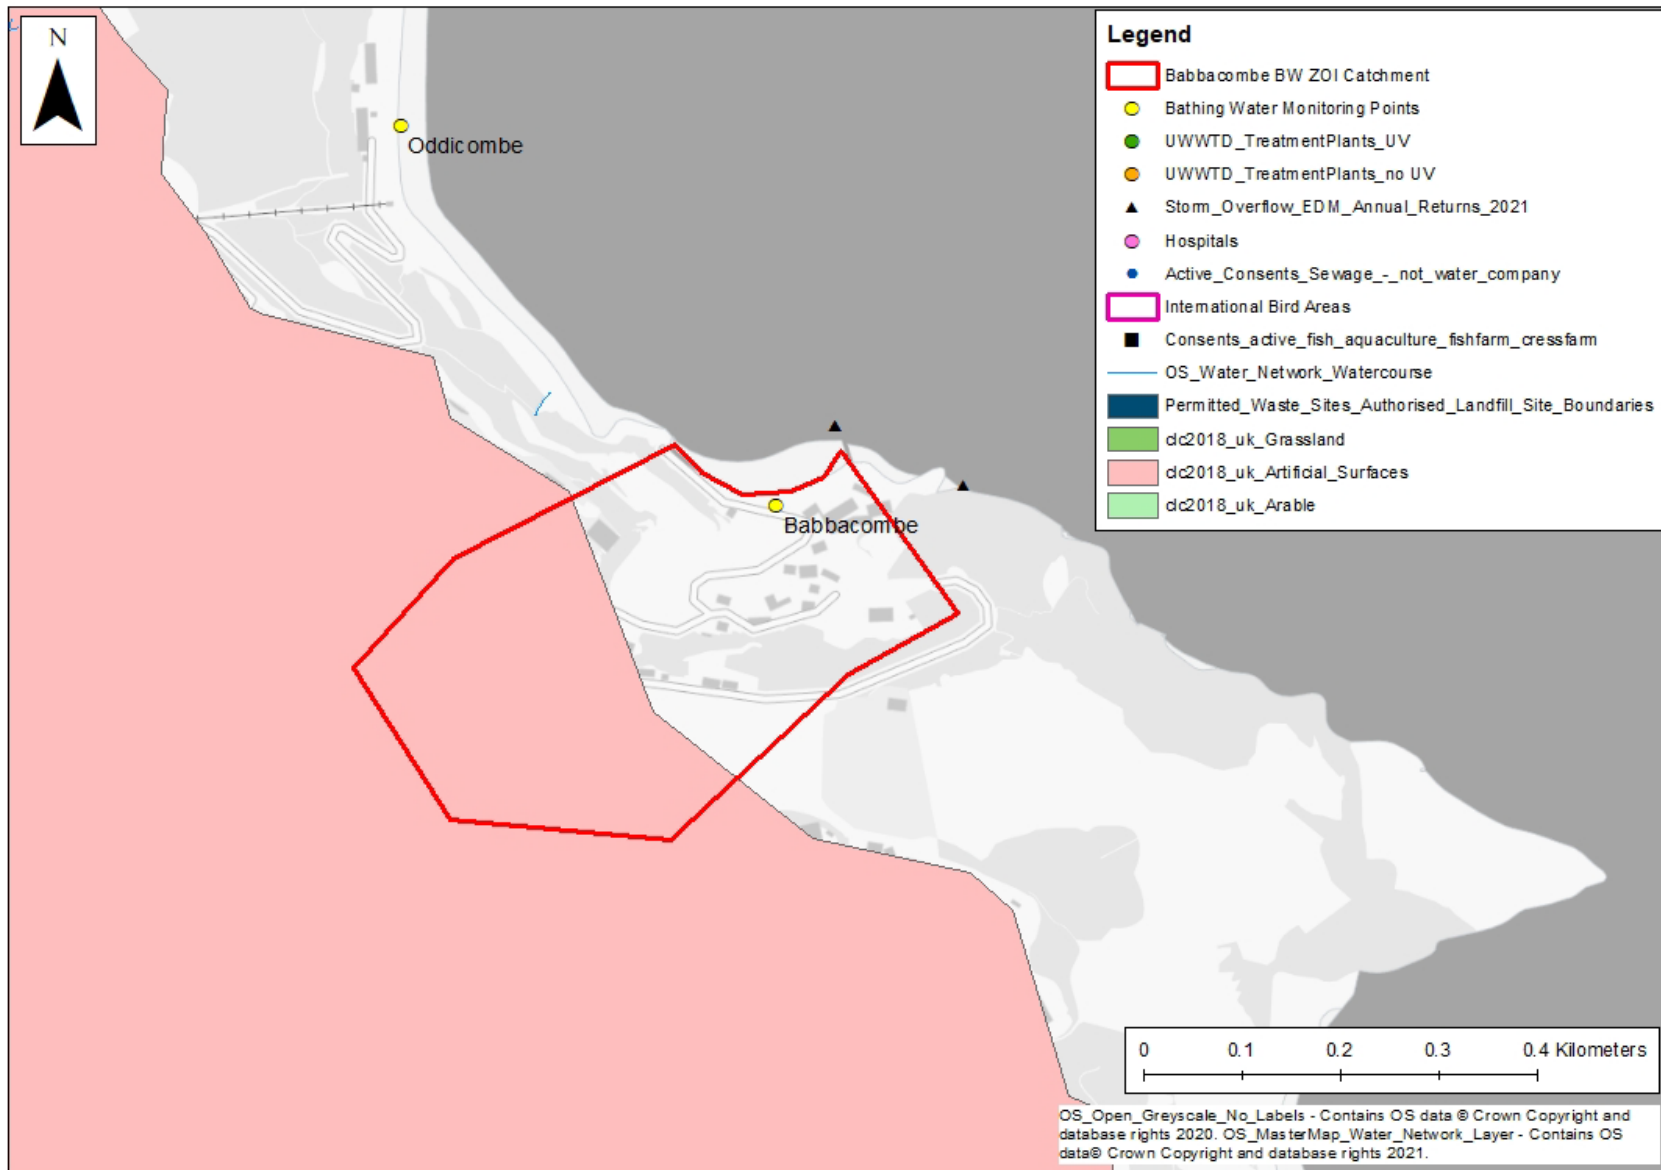 N
Oddicombe
Babbacombe
Legend
Babbacombe BW ZOI Catchment
Bathing Water Monitoring Points
UWWTD_TreatmentPlants_UV
UWWTD_TreatmentPlants_no UV
Storm_Overflow_EDM_Annual_Returns_2021
Hospitals
Active_Consents_Sewage_-_not_water_company
International Bird Areas
Consents_active_fish_aquaculture_fishfarm_cressfarm
OS_Water_Network_Watercourse
Permitted_Waste_Sites_Authorised_Landfill_Site_Boundaries
clc2018_uk_Grassland
clc2018_uk_Artificial_Surfaces
clc2018_uk_Arable
0 0.1 0.2 0.3 0.4 Kilometers
OS_Open_Greyscale_No_Labels - Contains OS data © Crown Copyright and
database rights 2020. OS_MasterMap_Water_Network_Layer - Contains OS
data© Crown Copyright and database rights 2021.